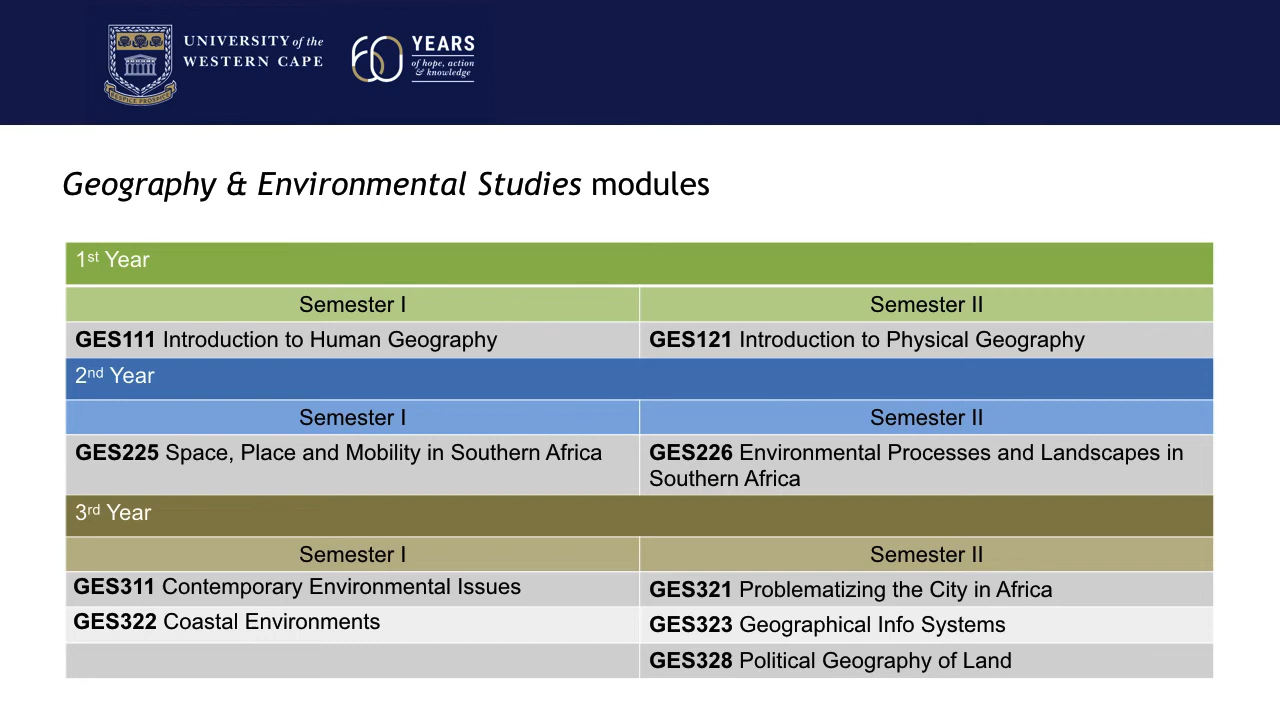 UNIVERSITY of the
WESTERN CAPE
RESPICE PROSPICE
60 YEARS
of hope, action
& knowledge
Geography & Environmental Studies modules
1st Year
Semester I
Semester II
GES111 Introduction to Human Geography
GES121 Introduction to Physical Geography
2nd Year
Semester I
Semester II
GES225 Space, Place and Mobility in Southern Africa
GES226 Environmental Processes and Landscapes in
Southern Africa
3rd Year
Semester I
Semester II
GES311 Contemporary Environmental Issues
GES321 Problematizing the City in Africa
GES322 Coastal Environments
GES323 Geographical Info Systems
GES328 Political Geography of Land